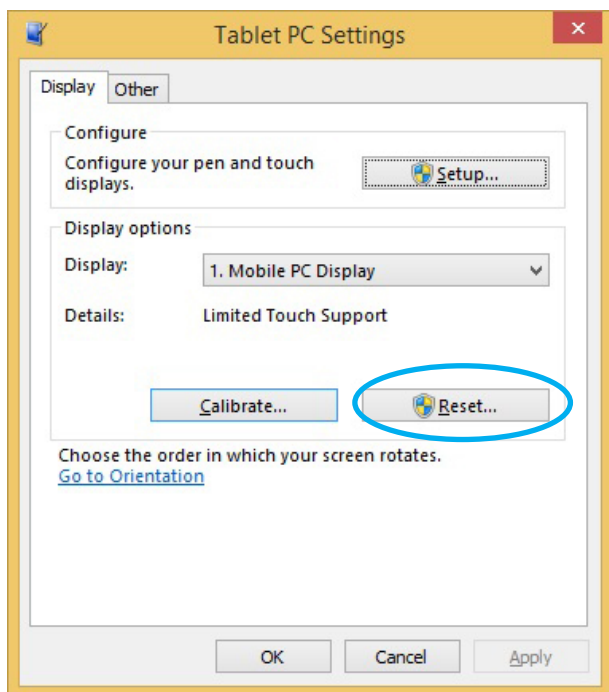 Tablet PC Settings
Display
Other
Configure
Configure your pen and touch
displays.
Setup...
Display options
Display:
1. Mobile PC Display
Details:
Limited Touch Support
Calibrate...
Reset...
Choose the order in which your screen rotates.
Go to Orientation
OK
Cancel
Apply